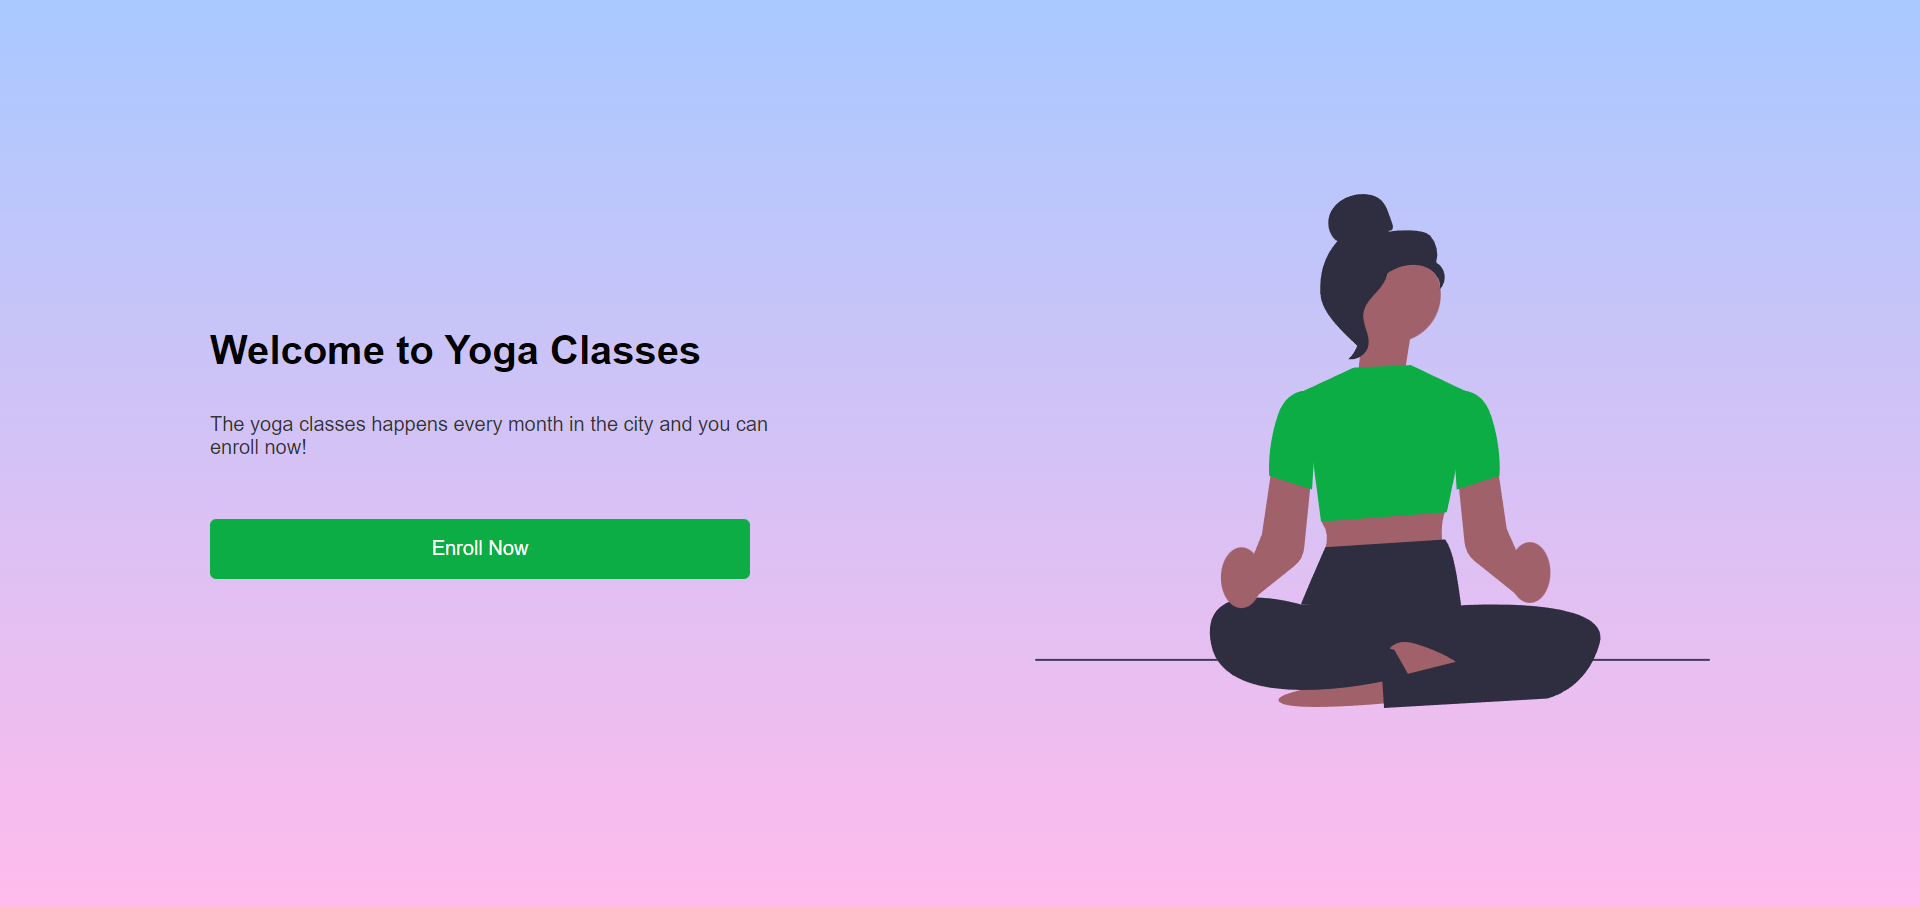 Welcome to Yoga Classes
The yoga classes happens every month in the city and you can
enroll now!
Enroll Now